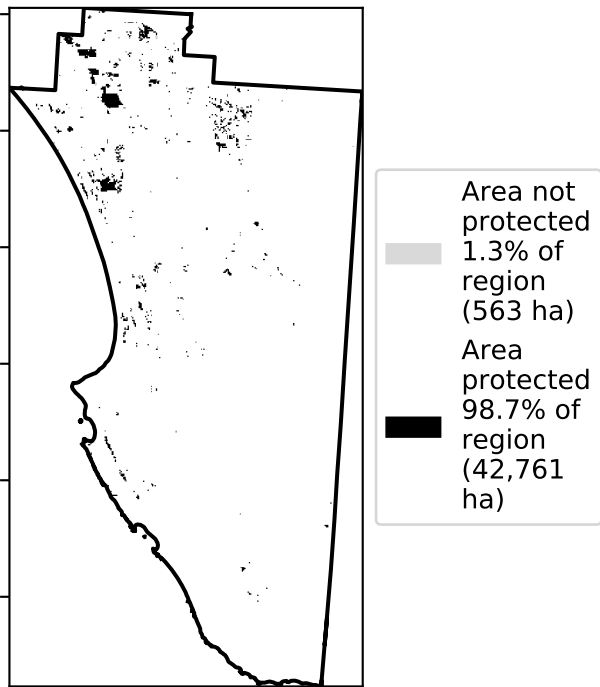 Area not
protected
1.3% of
region
(563 ha)
Area
protected
98.7% of
region
(42,761
ha)